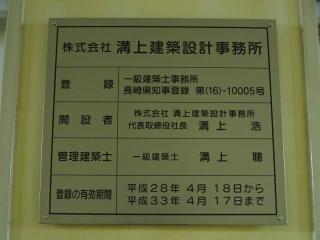 株式会社 溝上建築設計事務所
登録 一級建築士事務所
長崎県知事登録 第(16)-10005号
開設者 株式会社 溝上建築設計事務所
代表取締役社長 溝上 浩
管理建築士 一級建築士 溝上 聰
登録の有効期間 平成28年 4月 18日から
平成33年 4月 17日まで